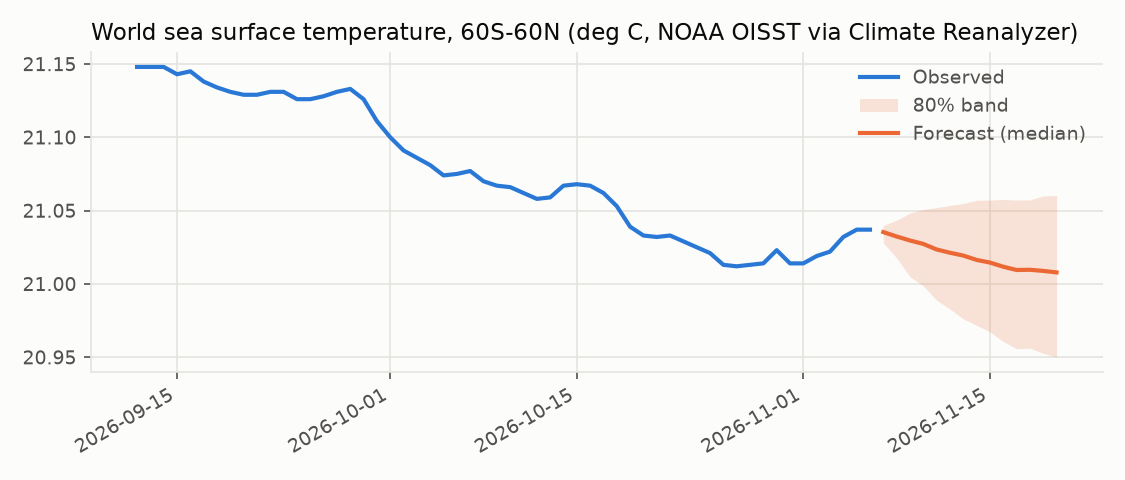 World sea surface temperature, 60S-60N (deg C, NOAA OISST via Climate Reanalyzer)
21.15
21.10
21.05
21.00
20.95
Observed
80% band
Forecast (median)
2026-09-15
2026-10-01
2026-10-15
2026-11-01
2026-11-15